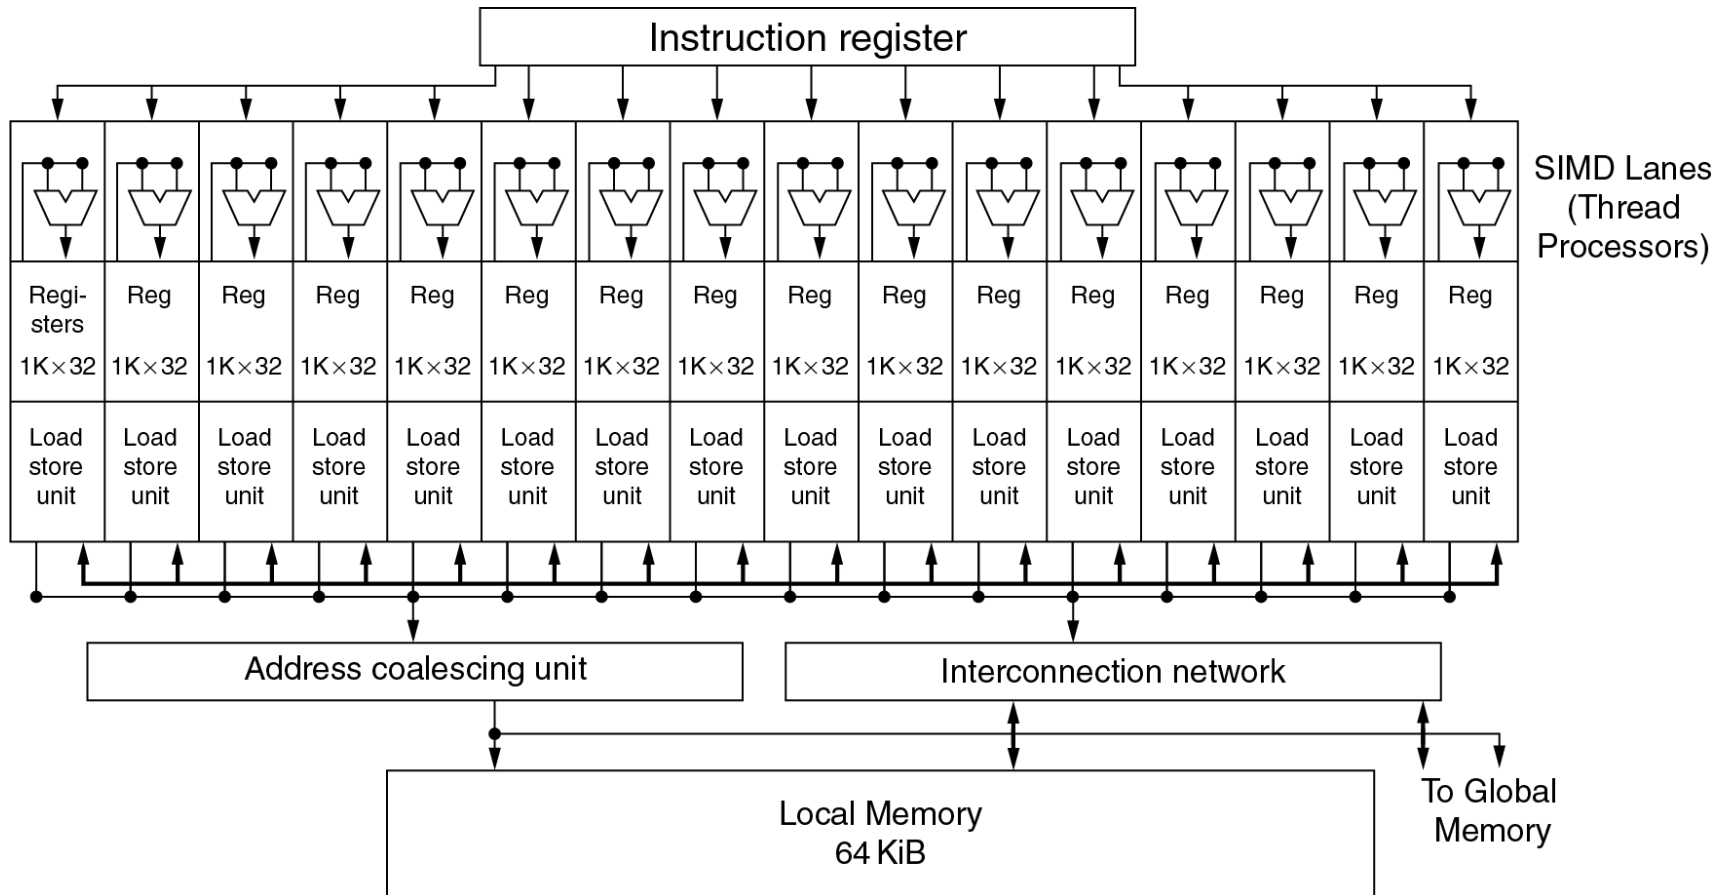 Instruction register
SIMD Lanes
(Thread
Processors)
Regi- Reg Reg Reg Reg Reg Reg Reg Reg Reg Reg Reg Reg Reg Reg Reg
sters
1K×32 1K×32 1K×32 1K×32 1K×32 1K×32 1K×32 1K×32 1K×32 1K×32 1K×32 1K×32 1K×32 1K×32 1K×32 1K×32
Load Load Load Load Load Load Load Load Load Load Load Load Load Load Load Load
store store store store store store store store store store store store store store store store
unit unit unit unit unit unit unit unit unit unit unit unit unit unit unit unit
Address coalescing unit
Interconnection network
Local Memory
64 KiB
To Global
Memory